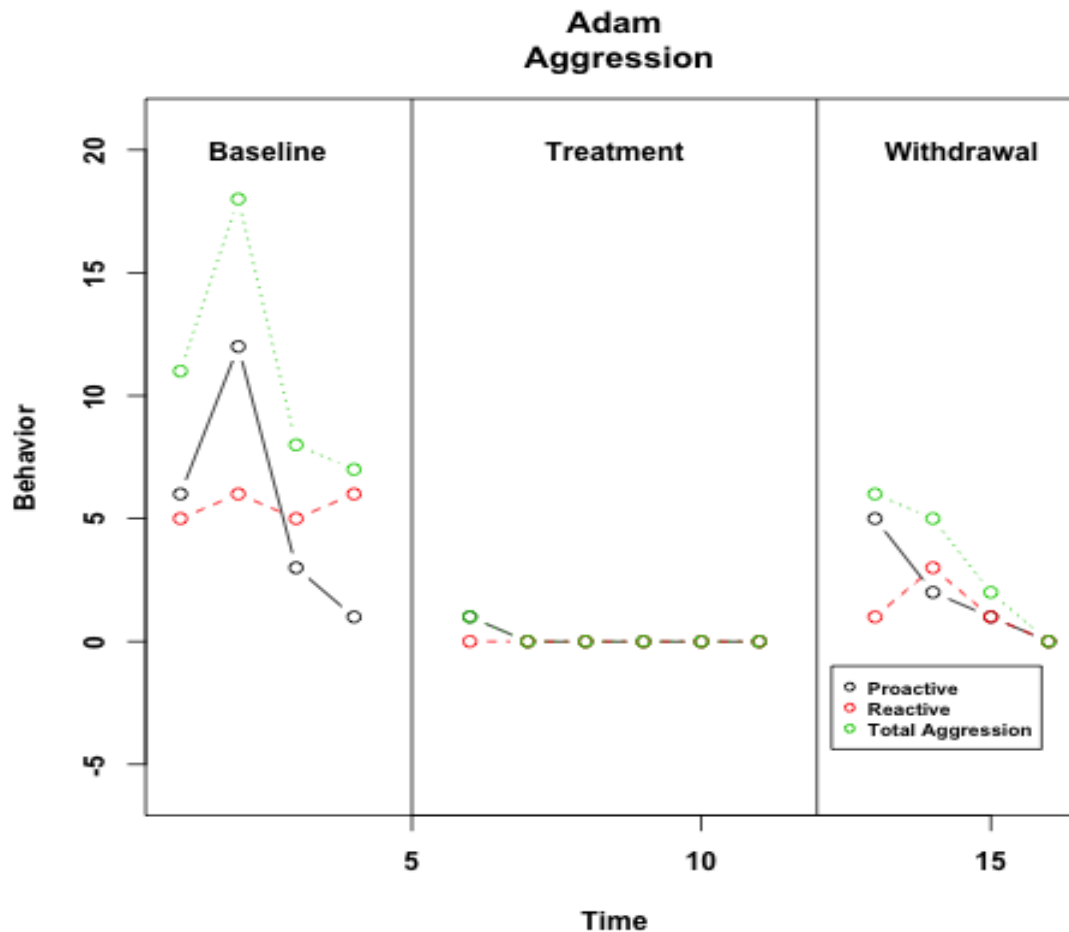 Adam
Aggression
Baseline
Treatment
Withdrawal
20
15
10
5
0
-5
Behavior
Proactive
Reactive
Total Aggression
5
10
15
Time